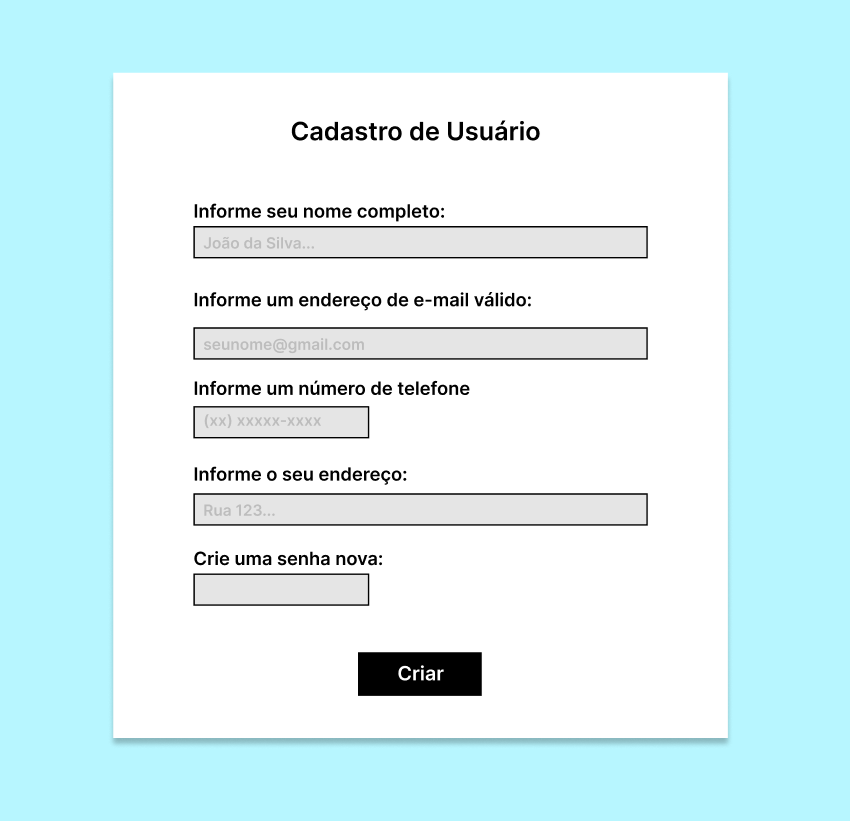 Cadastro de Usuário
Informe seu nome completo:
João da Silva...
Informe um endereço de e-mail válido:
seunome@gmail.com
Informe um número de telefone
(xx) xxxxx-xxxx
Informe o seu endereço:
Rua 123...
Crie uma senha nova:
Criar